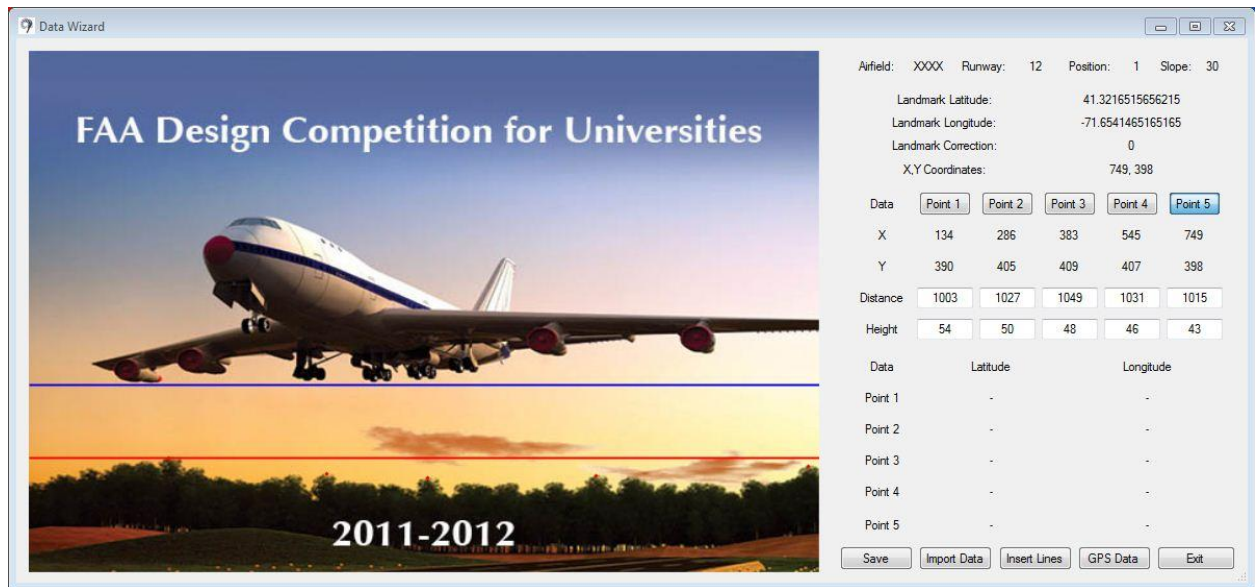 Data Wizard
FAA Design Competition for Universities
2011-2012
Airfield: XXXX Runway: 12 Position: 1 Slope: 30
Landmark Latitude: 41.3216515656215
Landmark Longitude: -71.6541465165165
Landmark Correction: 0
X,Y Coordinates: 749, 398
Data Point 1 Point 2 Point 3 Point 4 Point 5
X 134 286 383 545 749
Y 390 405 409 407 398
Distance 1003 1027 1049 1031 1015
Height 54 50 48 46 43
Data Latitude Longitude
Point 1 - -
Point 2 - -
Point 3 - -
Point 4 - -
Point 5 - -
Save Import Data Insert Lines GPS Data Exit